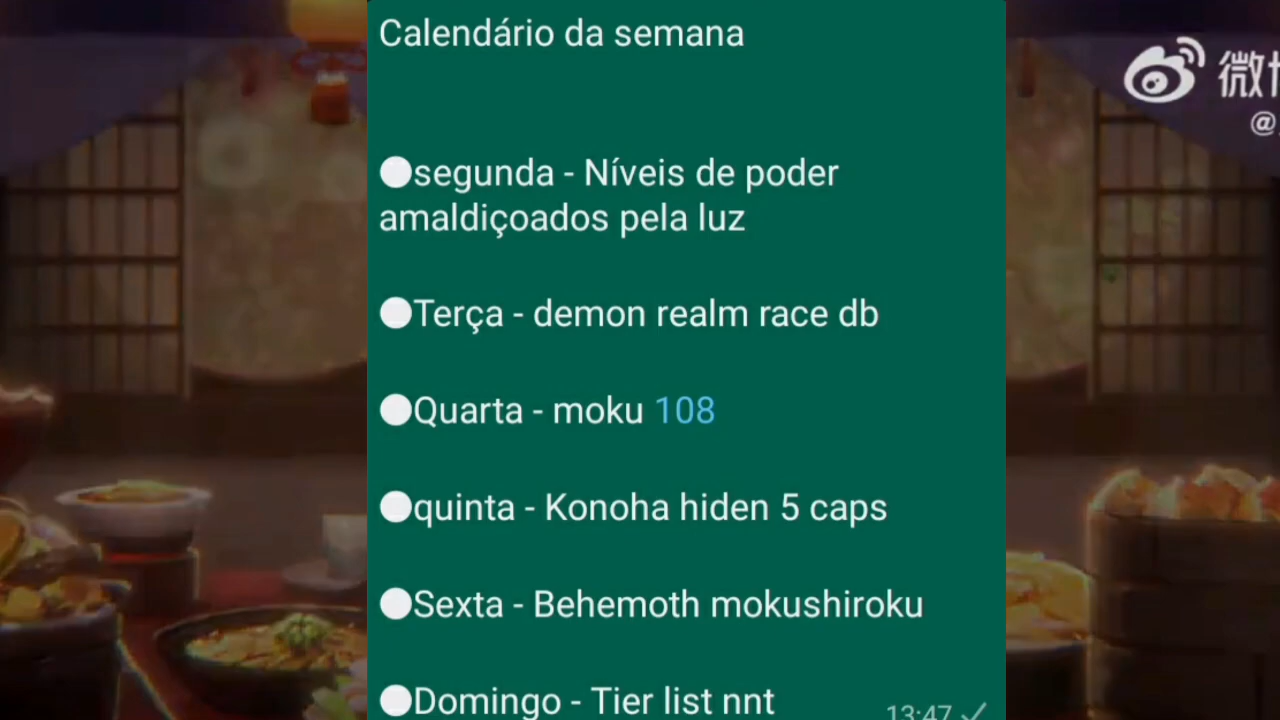 Calendário da semana
●segunda - Níveis de poder
amaldiçoados pela luz
●Terça - demon realm race db
●Quarta - moku 108
●quinta - Konoha hiden 5 caps
●Sexta - Behemoth mokushiroku
●Domingo - Tier list nnt
13:47
微
@